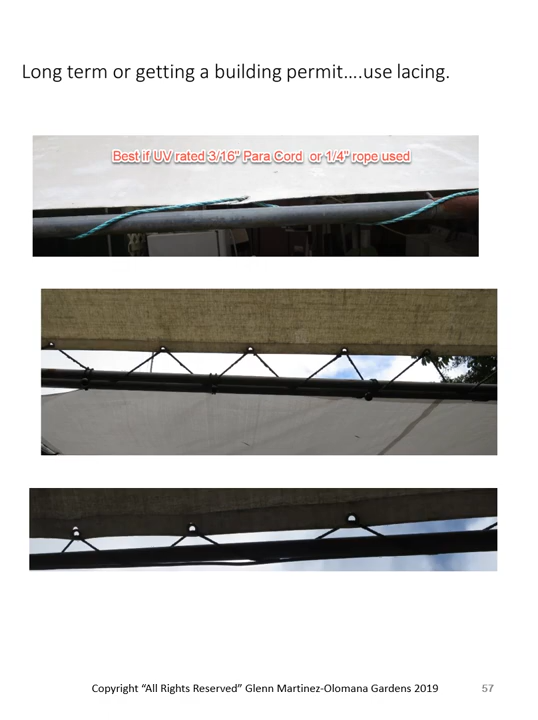 Long term or getting a building permit….use lacing.
Best if UV rated 3/16" Para Cord  or 1/4" rope used
Copyright “All Rights Reserved” Glenn Martinez-Olomana Gardens 2019
57